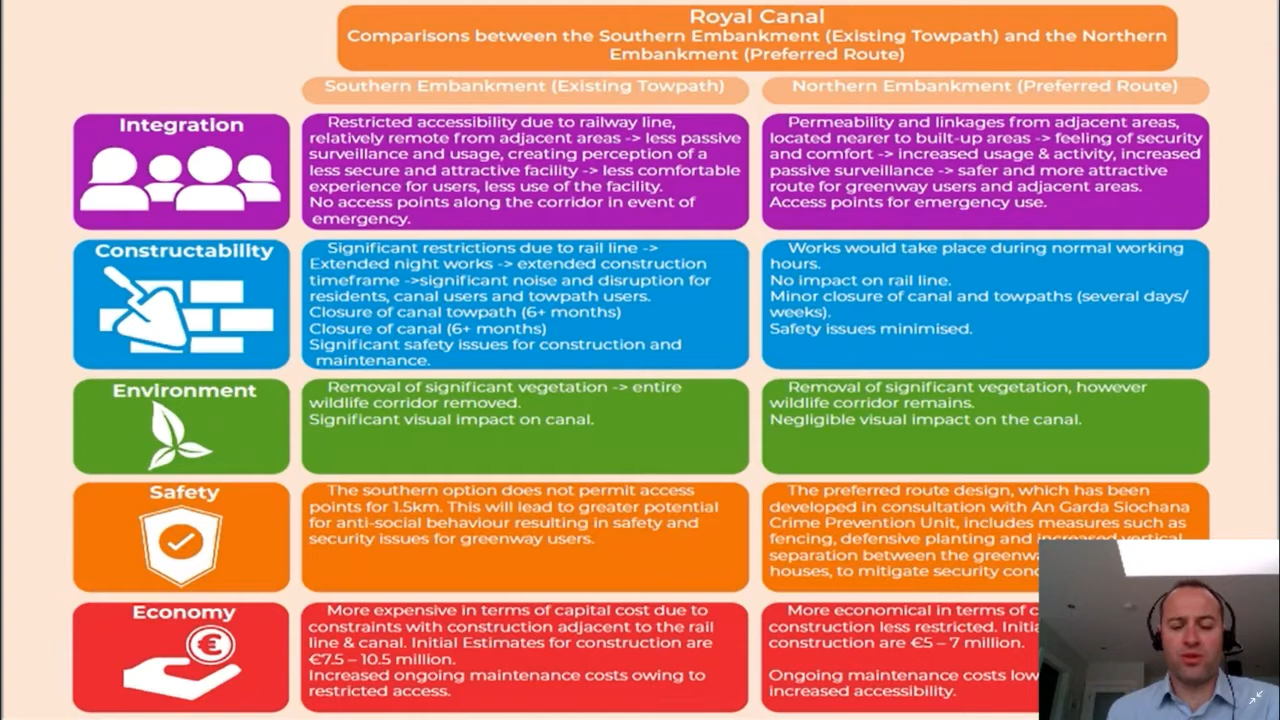 Royal Canal
Comparisons between the Southern Embankment (Existing Towpath) and the Northern
Embankment (Preferred Route)
Southern Embankment (Existing Towpath)
Northern Embankment (Preferred Route)
Integration
Restricted accessibility due to railway line,
relatively remote from adjacent areas -> less passive
surveillance and usage, creating perception of a
less secure and attractive facility -> less comfortable
experience for users, less use of the facility.
No access points along the corridor in event of
emergency.
Permeability and linkages from adjacent areas,
located nearer to built-up areas -> feeling of security
and comfort -> increased usage & activity, increased
passive surveillance -> safer and more attractive
route for greenway users and adjacent areas.
Access points for emergency use.
Constructability
Significant restrictions due to rail line ->
Extended night works -> extended construction
timeframe ->significant noise and disruption for
residents, canal users and towpath users.
Closure of canal towpath (6+ months)
Closure of canal (6+ months)
Significant safety issues for construction and
maintenance.
Works would take place during normal working
hours.
No impact on rail line.
Minor closure of canal and towpaths (several days/
weeks).
Safety issues minimised.
Environment
Removal of significant vegetation -> entire
wildlife corridor removed.
Significant visual impact on canal.
Removal of significant vegetation, however
wildlife corridor remains.
Negligible visual impact on the canal.
Safety
The southern option does not permit access
points for 1.5km. This will lead to greater potential
for anti-social behaviour resulting in safety and
security issues for greenway users.
The preferred route design, which has been
developed in consultation with An Garda Siochana
Crime Prevention Unit, includes measures such as
fencing, defensive planting and increased vertical
separation between the
houses, to mitigate security
Economy
More expensive in terms of capital cost due to
constraints with construction adjacent to the rail
line & canal. Initial Estimates for construction are
€7.5 – 10.5 million.
Increased ongoing maintenance costs owing to
restricted access.
More economical in terms of
construction less restricted.
construction are €5 – 7 million.
Ongoing maintenance costs
increased accessibility.